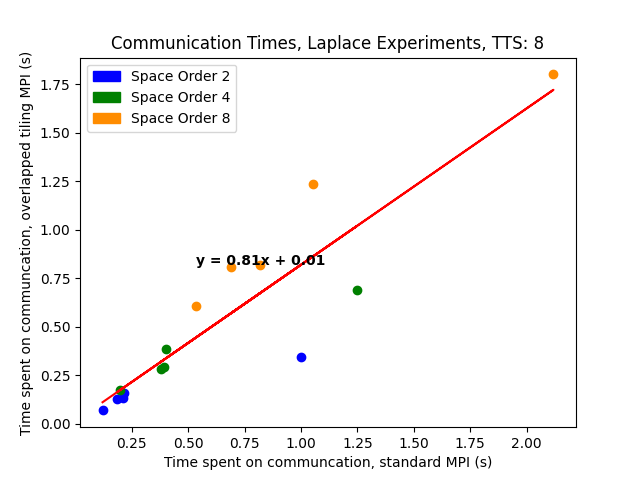 Communication Times, Laplace Experiments, TTS: 8
Time spent on communcation, overlapped tiling MPI (s)
1.75
1.50
1.25
1.00
0.75
0.50
0.25
0.00
Space Order 2
Space Order 4
Space Order 8
y = 0.81x + 0.01
0.25 0.50 0.75 1.00 1.25 1.50 1.75 2.00
Time spent on communcation, standard MPI (s)